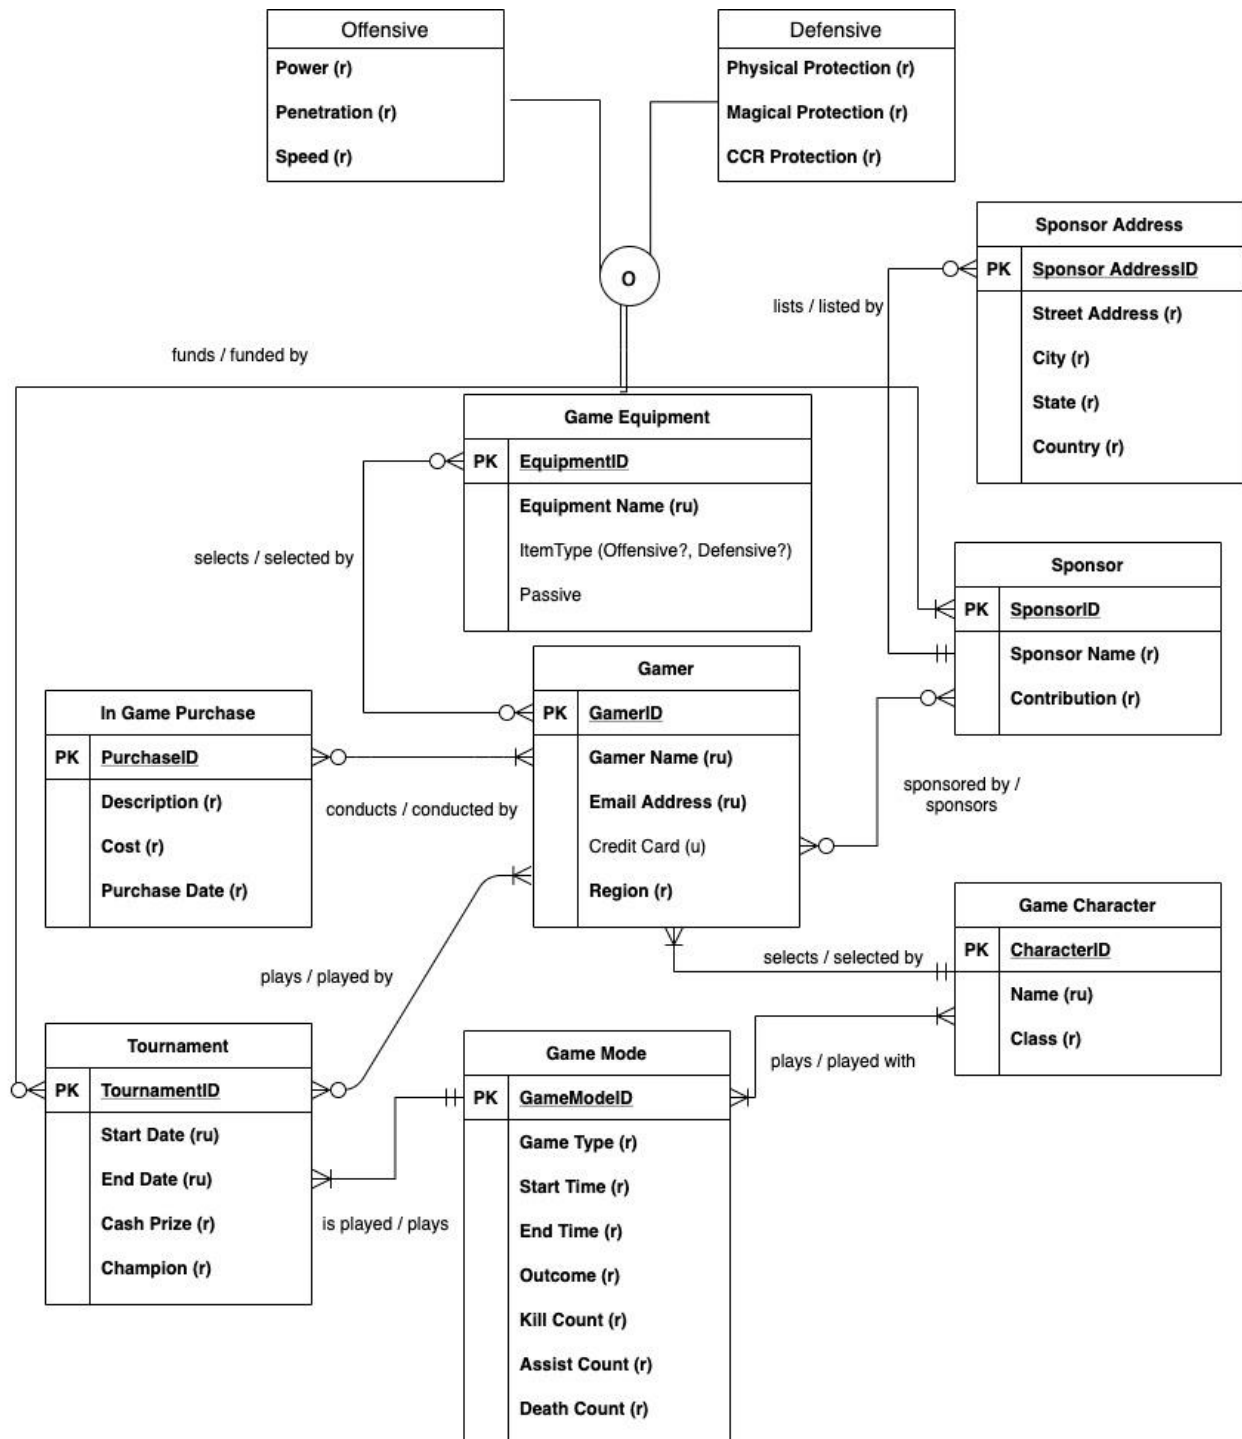 Offensive
Power (r)
Penetration (r)
Speed (r)
Defensive
Physical Protection (r)
Magical Protection (r)
CCR Protection (r)
O
Sponsor Address
PK Sponsor AddressID
Street Address (r)
City (r)
State (r)
Country (r)
lists / listed by
funds / funded by
Game Equipment
PK EquipmentID
Equipment Name (ru)
ItemType (Offensive?, Defensive?)
Passive
selects / selected by
Sponsor
PK SponsorID
Sponsor Name (r)
Contribution (r)
Gamer
PK GamerID
Gamer Name (ru)
Email Address (ru)
Credit Card (u)
Region (r)
In Game Purchase
PK PurchaseID
Description (r)
Cost (r)
Purchase Date (r)
conducts / conducted by
sponsored by /
sponsors
Game Character
PK CharacterID
Name (ru)
Class (r)
selects / selected by
plays / played by
Tournament
PK TournamentID
Start Date (ru)
End Date (ru)
Cash Prize (r)
Champion (r)
is played / plays
Game Mode
PK GameModeID
Game Type (r)
Start Time (r)
End Time (r)
Outcome (r)
Kill Count (r)
Assist Count (r)
Death Count (r)
plays / played with